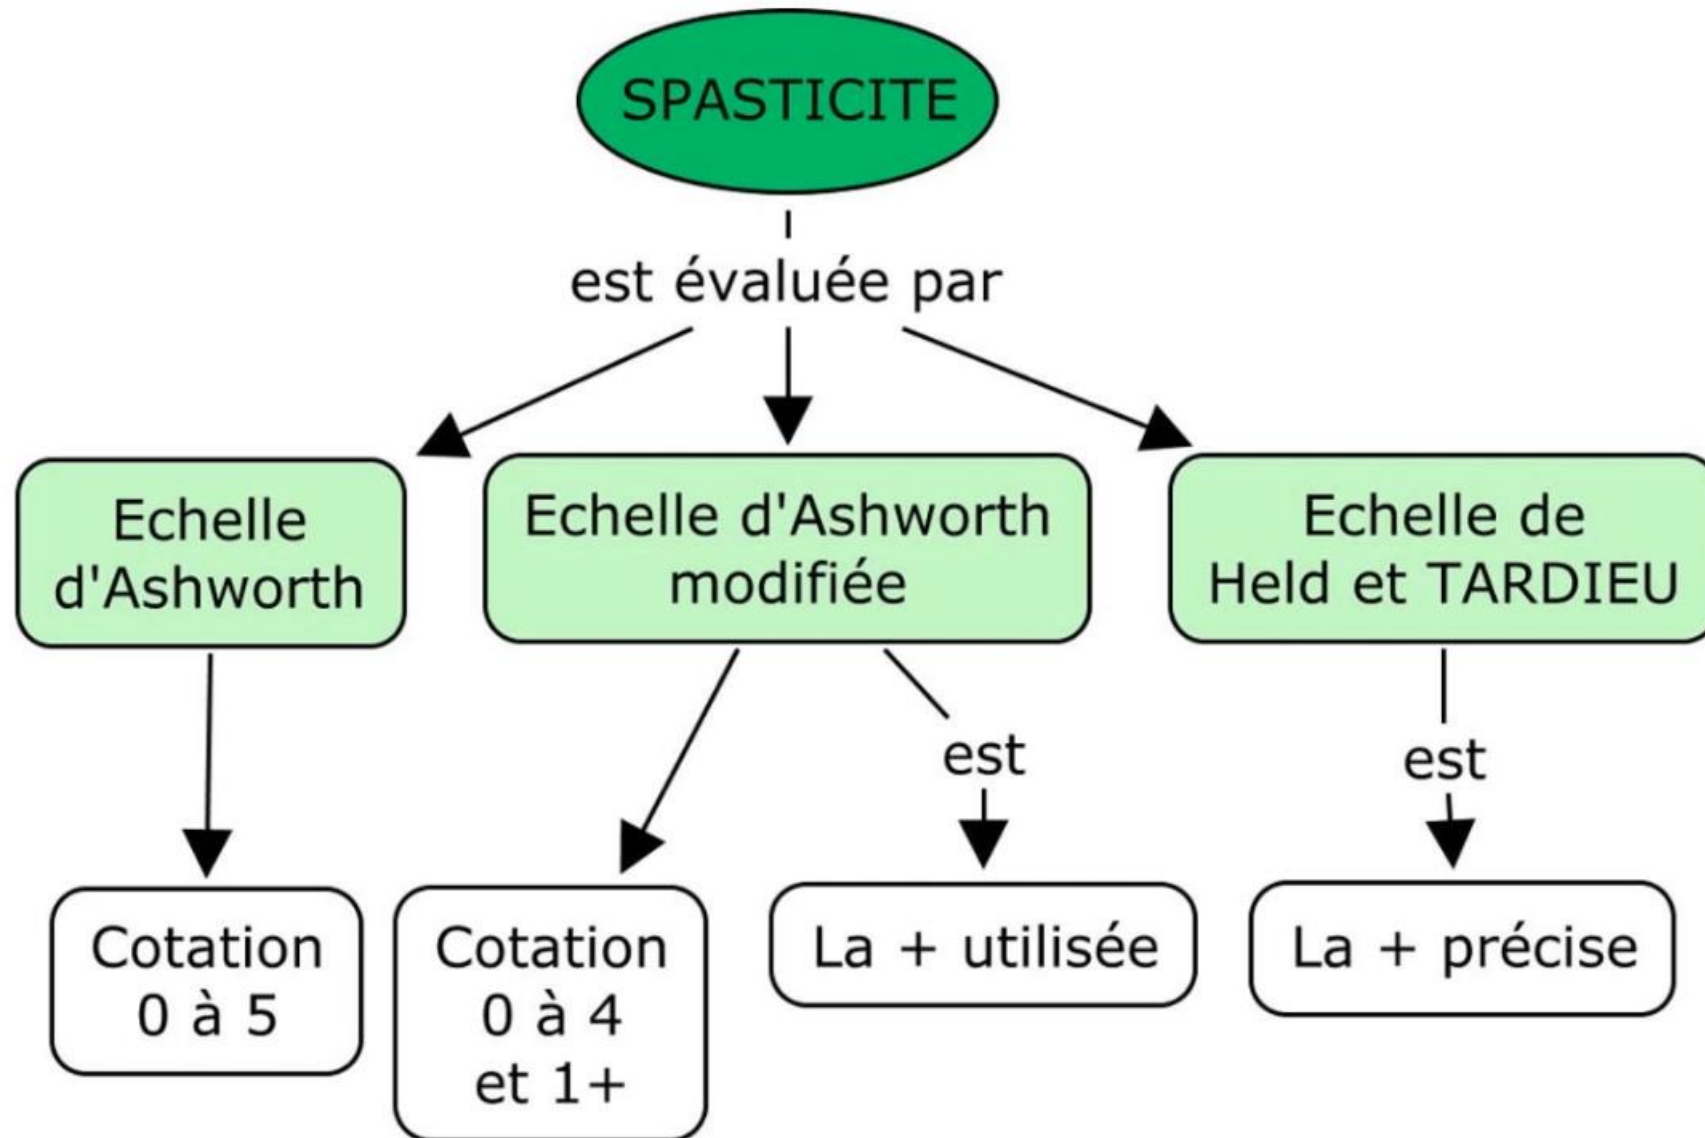 SPASTICITE
est évaluée par
Echelle
d'Ashworth
Echelle d'Ashworth
modifiée
Echelle de
Held et TARDIEU
est
est
Cotation
0 à 5
Cotation
0 à 4
et 1+
La + utilisée
La + précise